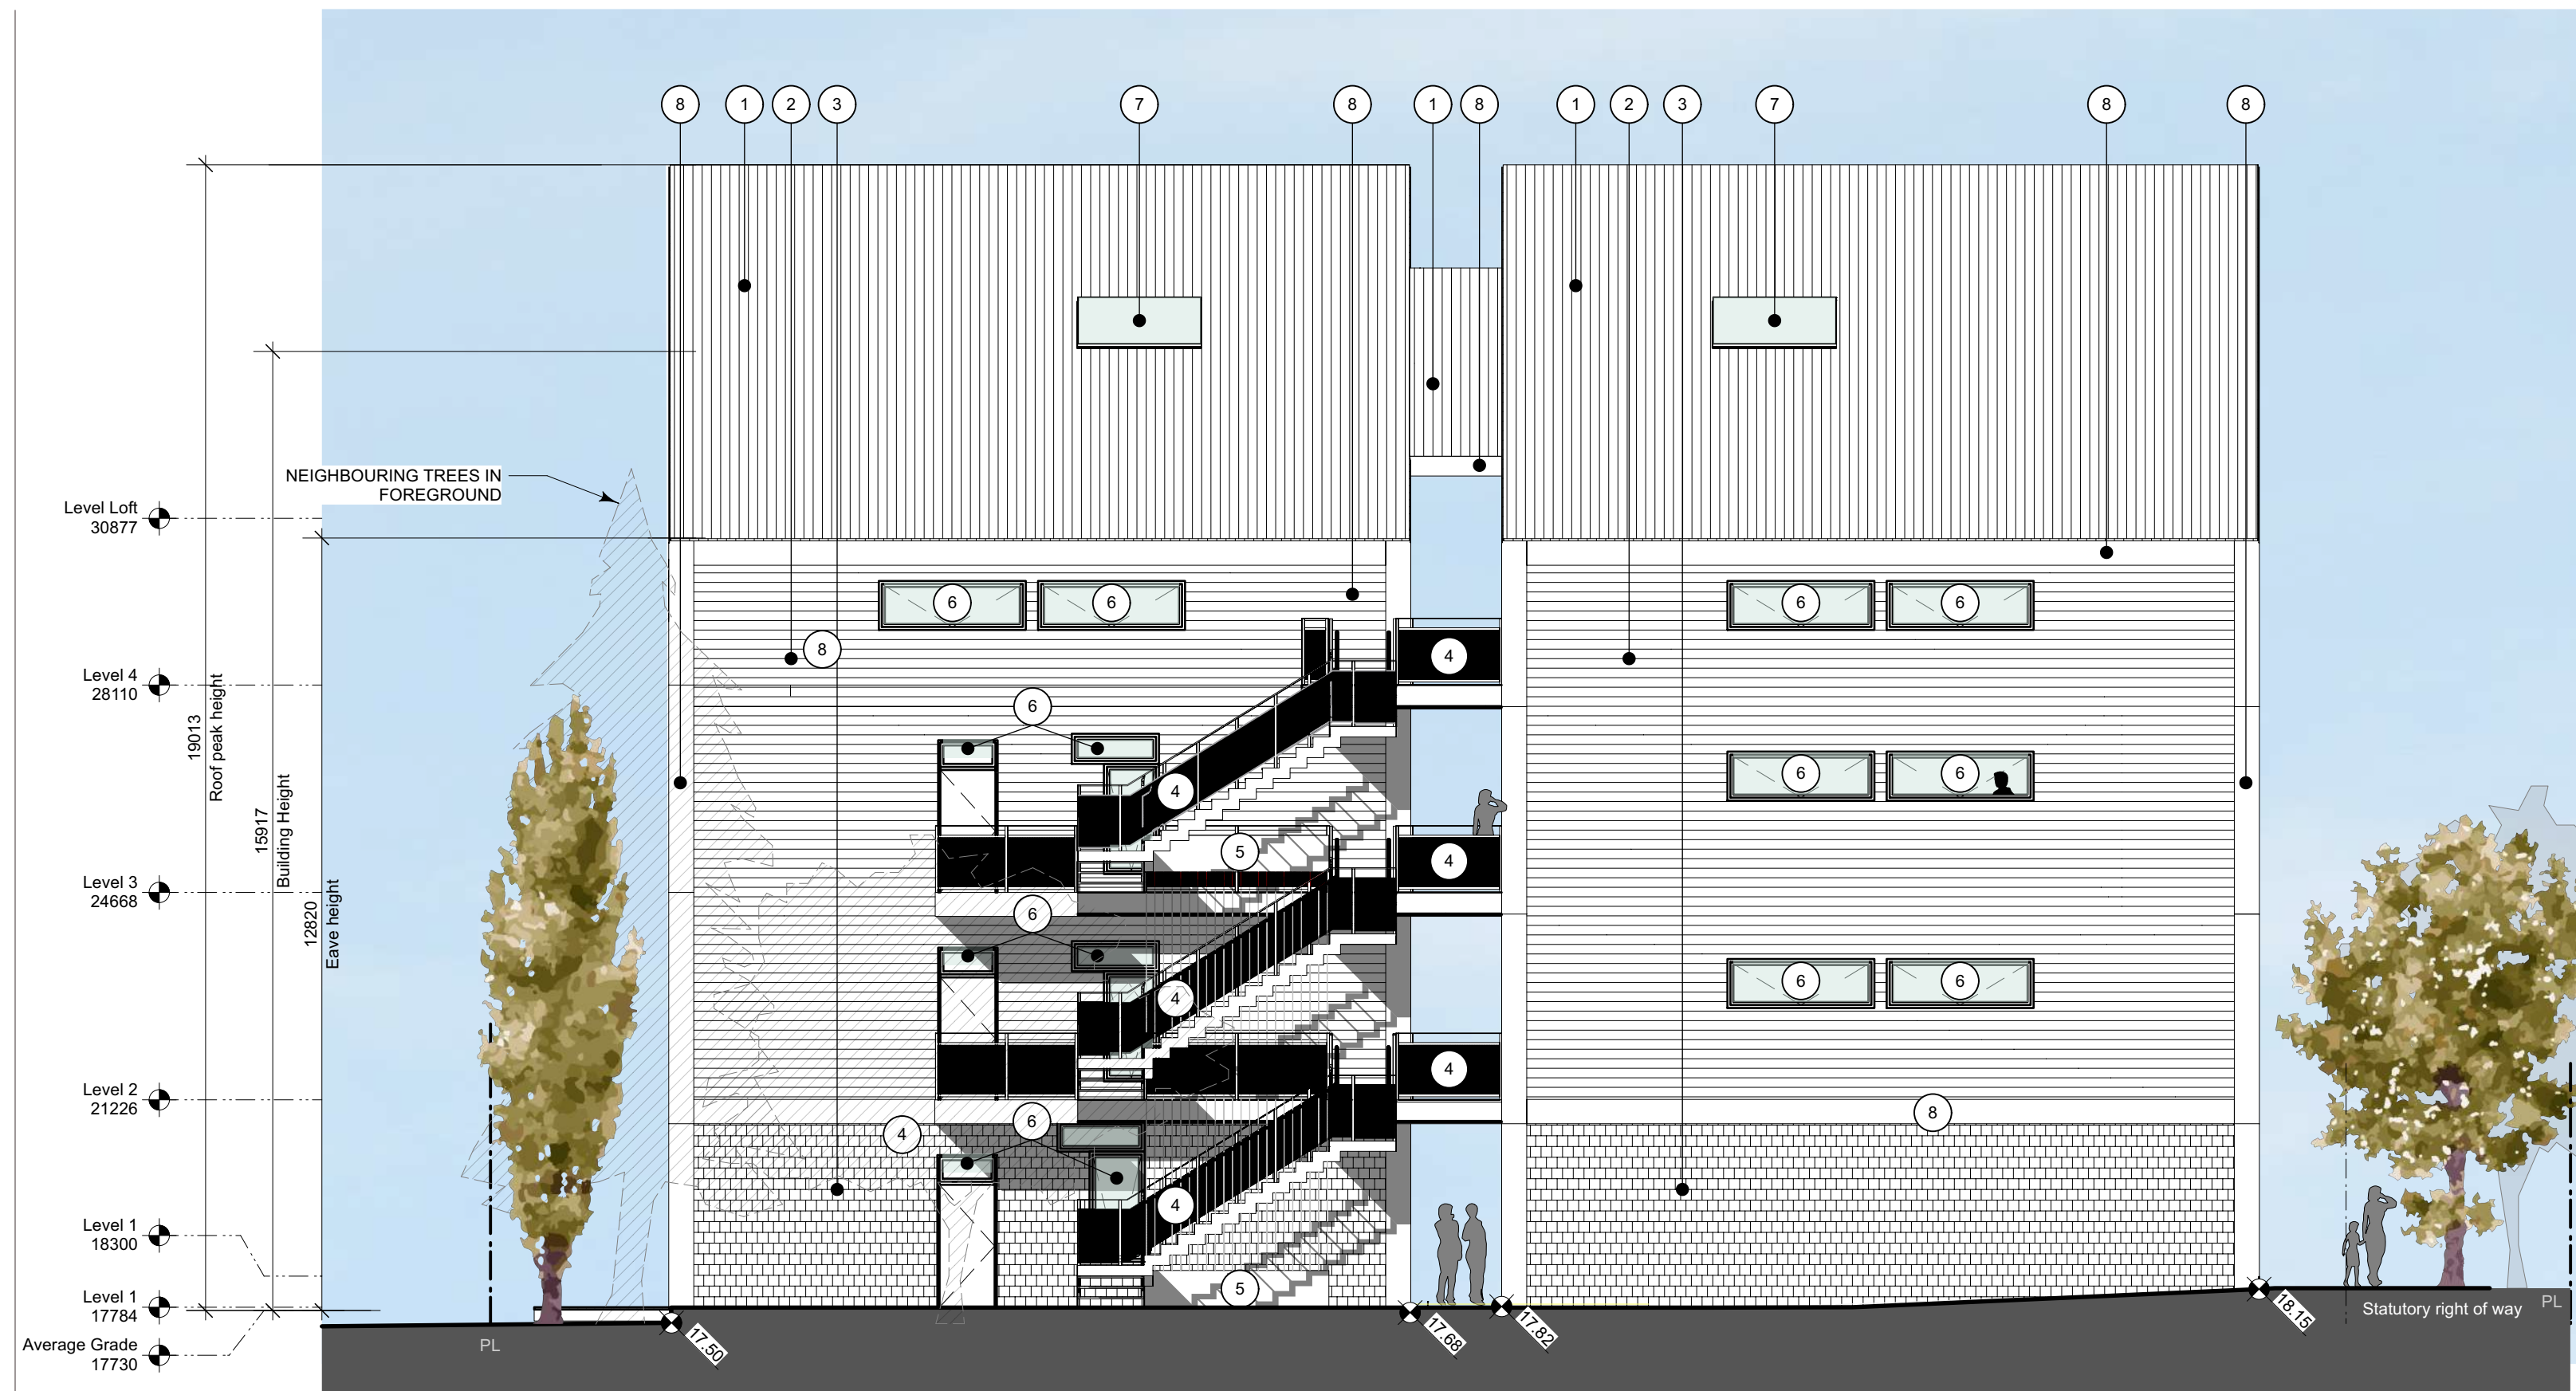 8 1 2 3 7 8 1 8 1 2 3 7 8 8
NEIGHBOURING TREES IN
FOREGROUND
Level Loft
30877
6 6 6 6
8
4
Level 4
28110
19013
Roof peak height
6
15917
Building Height
4
6 6
5
4
Level 3
24668
12820
Eave height
6
4
6 6
4
Level 2
21226
6
4
8
4
Level 1
18300
5
Level 1
17784
Average Grade
17730
PL
17.50
17.68
17.82
18.15
Statutory right of way
PL